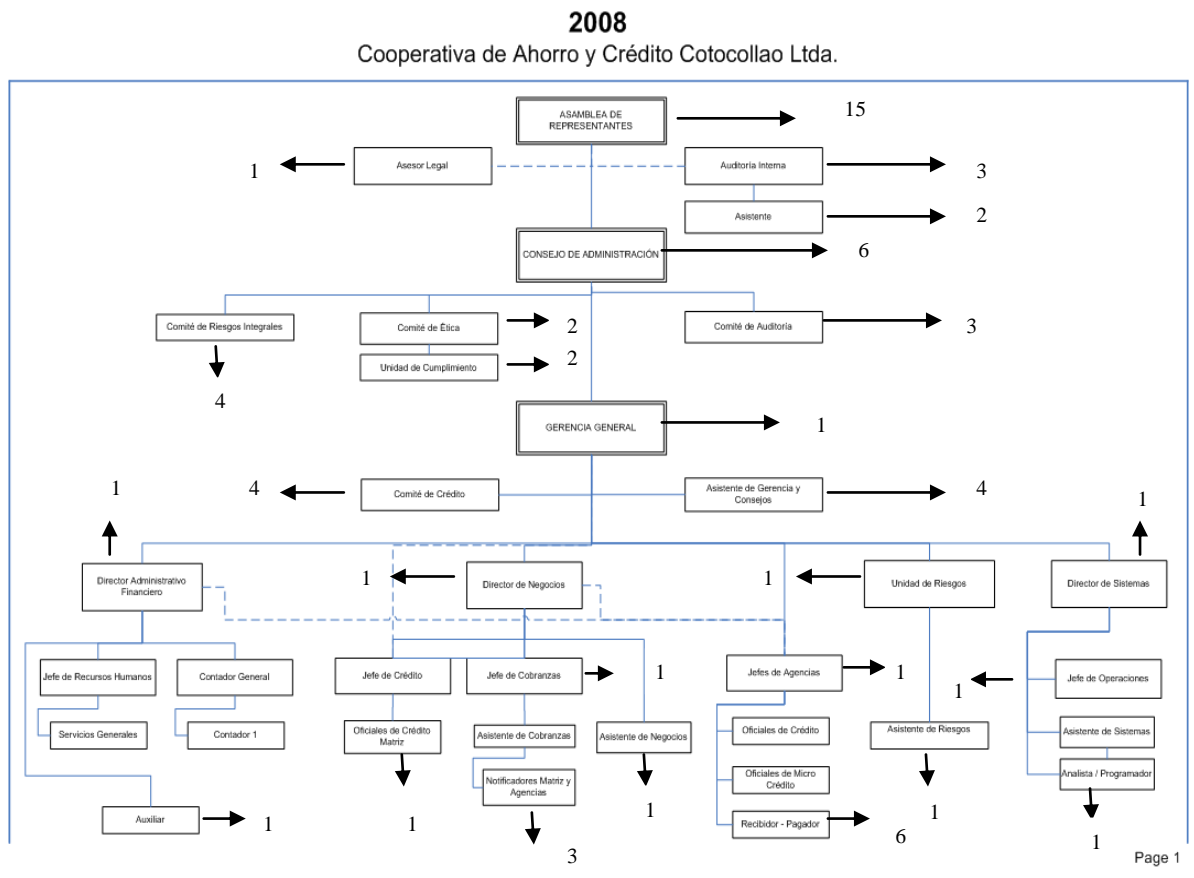 2008
Cooperativa de Ahorro y Crédito Cotocollao Ltda.
ASAMBLEA DE
REPRESENTANTES
15
1
Asesor Legal
Auditoría Interna
3
Asistente
2
CONSEJO DE ADMINISTRACIÓN
6
Comité de Riesgos Integrales
Comité de Ética
2
Comité de Auditoría
3
Unidad de Cumplimiento
2
4
GERENCIA GENERAL
1
4
Comité de Crédito
Asistente de Gerencia y
Consejos
4
1
1
Director Administrativo
Financiero
1
Director de Negocios
1
Unidad de Riesgos
Director de Sistemas
Jefe de Recursos Humanos
Contador General
Jefe de Crédito
Jefe de Cobranzas
1
Jefes de Agencias
1
1
Jefe de Operaciones
Servicios Generales
Contador 1
Oficiales de Crédito
Matriz
Asistente de Cobranzas
Asistente de Negocios
Oficiales de Crédito
Asistente de Riesgos
Asistente de Sistemas
Notificadores Matriz y
Agencias
Oficiales de Micro
Crédito
Analista / Programador
Auxiliar
1
1
3
1
Recibidor - Pagador
6
1
1
Page 1